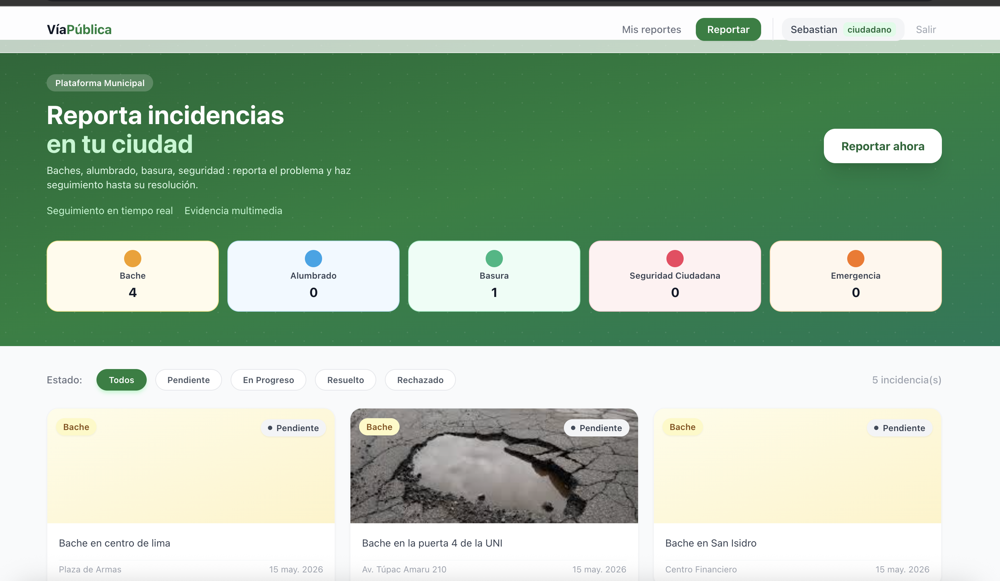 VíaPública
Mis reportes
Reportar
Sebastian
ciudadano
Salir
Plataforma Municipal
Reporta incidencias
en tu ciudad
Baches, alumbrado, basura, seguridad : reporta el problema y haz
seguimiento hasta su resolución.
Seguimiento en tiempo real
Evidencia multimedia
Reportar ahora
Bache
4
Alumbrado
0
Basura
1
Seguridad Ciudadana
0
Emergencia
0
Estado:
Todos
Pendiente
En Progreso
Resuelto
Rechazado
5 incidencia(s)
Bache
Pendiente
Bache en centro de lima
Plaza de Armas
15 may. 2026
Bache
Pendiente
Bache en la puerta 4 de la UNI
Av. Túpac Amaru 210
15 may. 2026
Bache
Pendiente
Bache en San Isidro
Centro Financiero
15 may. 2026